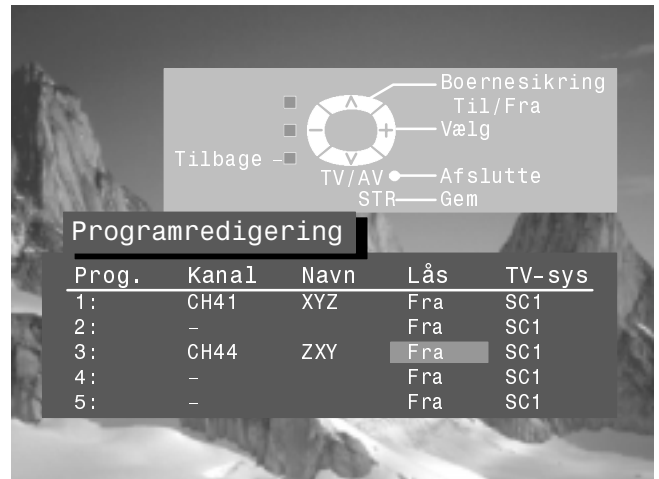 Boernesikring
Til/Fra
Vælg
Tilbage
TV/AV Afslutte
STR Gem
Programredigering
Prog. Kanal Navn Lås TV-sys
1: CH41 XYZ Fra SC1
2: – Fra SC1
3: CH44 ZXY Fra SC1
4: – Fra SC1
5: – Fra SC1